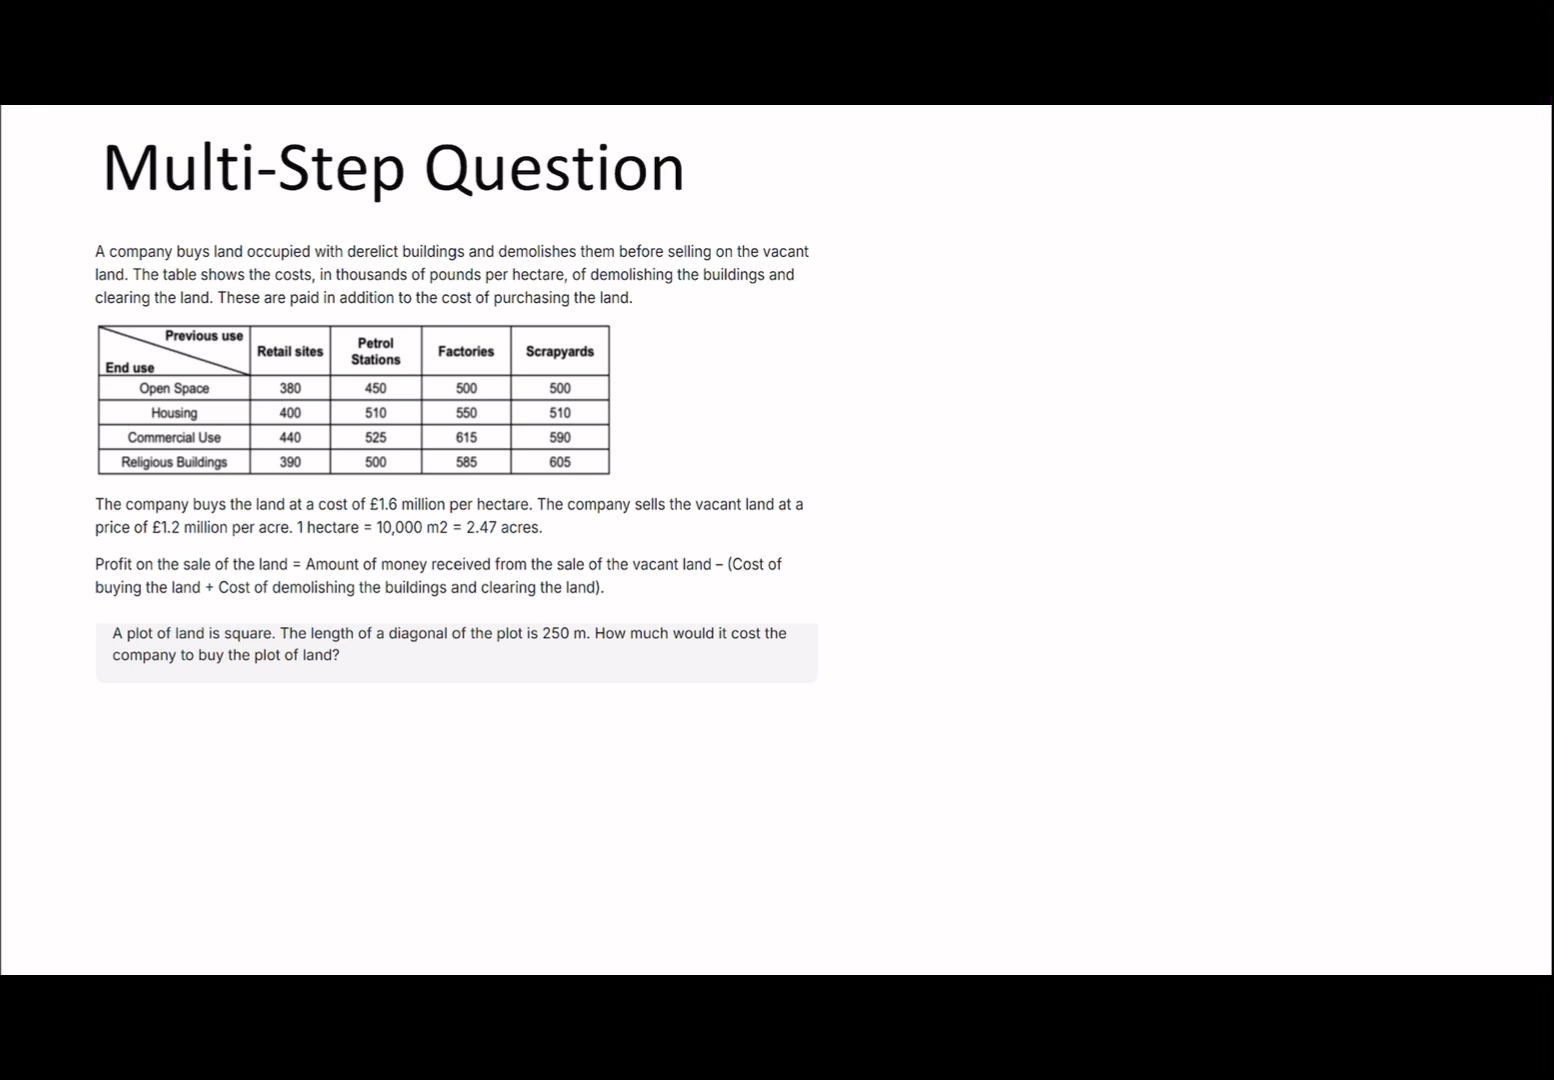 Multi-Step Question
A company buys land occupied with derelict buildings and demolishes them before selling on the vacant
land. The table shows the costs, in thousands of pounds per hectare, of demolishing the buildings and
clearing the land. These are paid in addition to the cost of purchasing the land.
Previous use
End use
Retail sites
Petrol
Stations
Factories
Scrapyards
Open Space 380 450 500 500
Housing 400 510 550 510
Commercial Use 440 525 615 590
Religious Buildings 390 500 585 605
The company buys the land at a cost of £1.6 million per hectare. The company sells the vacant land at a
price of £1.2 million per acre. 1 hectare = 10,000 m2 = 2.47 acres.
Profit on the sale of the land = Amount of money received from the sale of the vacant land – (Cost of
buying the land + Cost of demolishing the buildings and clearing the land).
A plot of land is square. The length of a diagonal of the plot is 250 m. How much would it cost the
company to buy the plot of land?